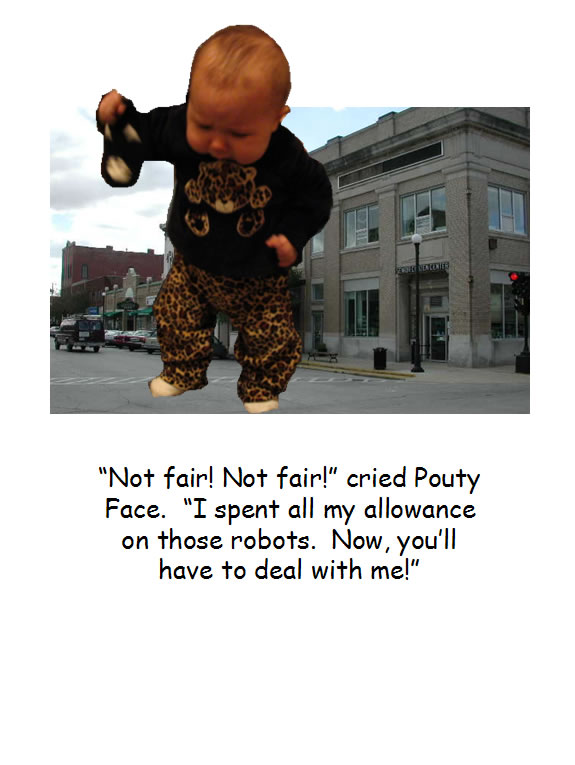 “Not fair! Not fair!” cried Pouty
Face.  “I spent all my allowance
on those robots.  Now, you’ll
have to deal with me!”